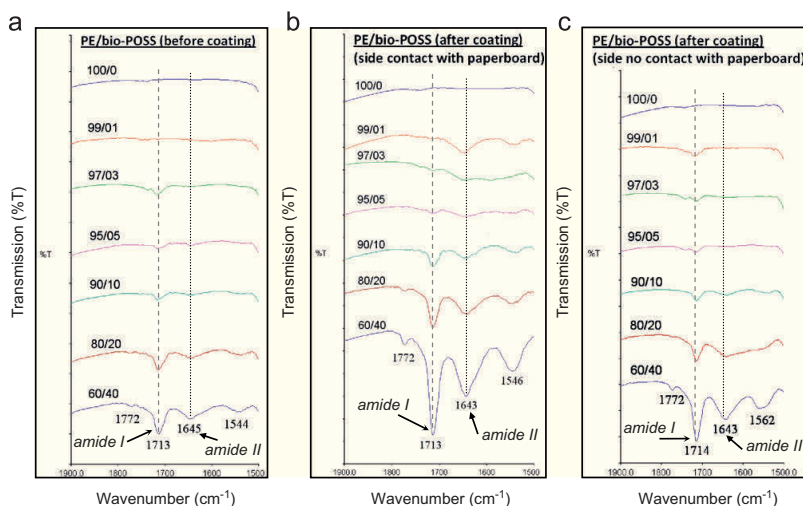 a
PE/bio-POSS (before coating)
100/0
99/01
97/03
95/05
%T
90/10
80/20
60/40
1772
1645
1544
amide I
1713
amide II
1900.0
1800
1700
1600
1500
Transmission (%T)
Wavenumber (cm-1)
b
PE/bio-POSS (after coating)
(side contact with paperboard)
100/0
99/01
97/03
95/05
%T
90/10
80/20
60/40
1772
1546
1643
amide I
amide II
1713
1900.0
1800
1700
1600
1500.0
Transmission (%T)
Wavenumber (cm-1)
c
PE/bio-POSS (after coating)
(side no contact with paperboard)
100/0
99/01
97/03
95/05
%T
90/10
80/20
60/40
1772
1562
1643
amide I
amide II
1714
1900.0
1800
1700
1600
1500.0
Transmission (%T)
Wavenumber (cm-1)